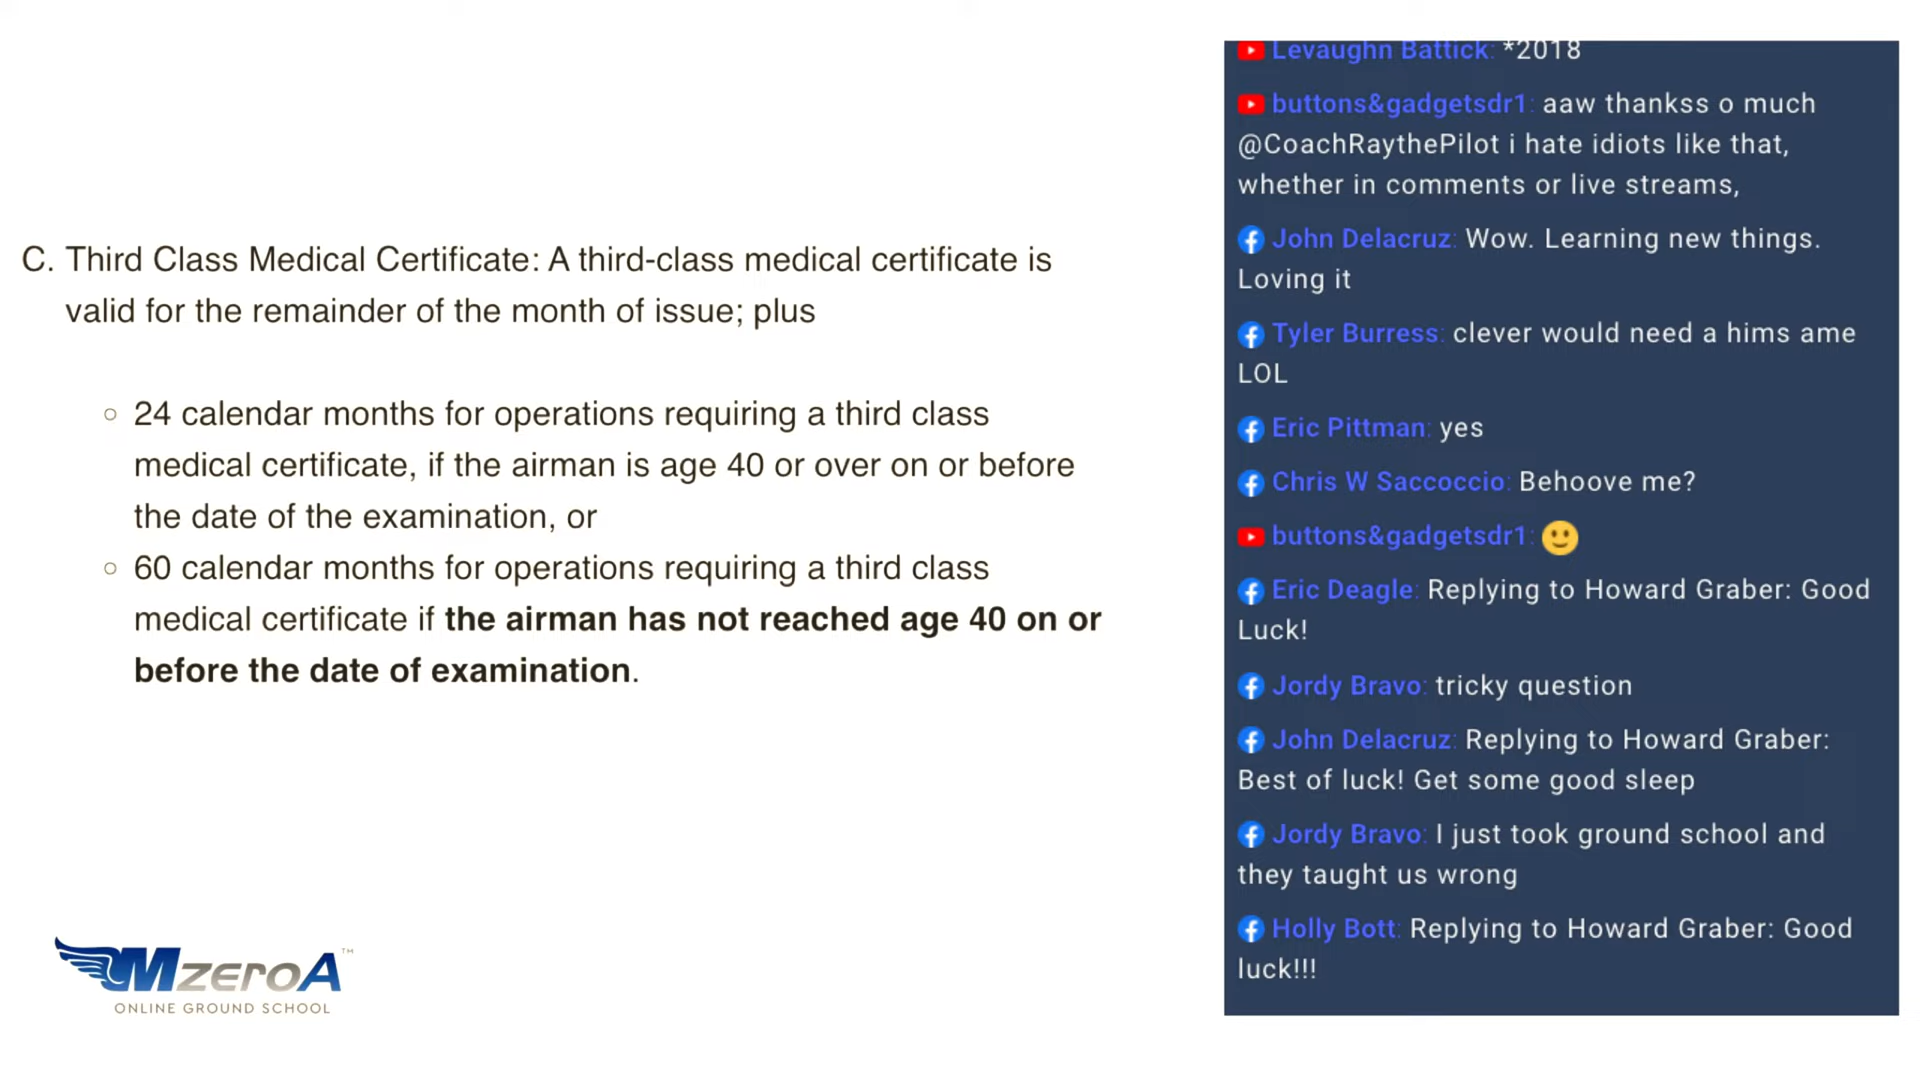 C. Third Class Medical Certificate: A third-class medical certificate is
valid for the remainder of the month of issue; plus
24 calendar months for operations requiring a third class
medical certificate, if the airman is age 40 or over on or before
the date of the examination, or
60 calendar months for operations requiring a third class
medical certificate if the airman has not reached age 40 on or
before the date of examination.
MzeroA™
ONLINE GROUND SCHOOL
Levaughn Battick: *2018
buttons&gadgetsdr1: aaw thankss o much
@CoachRaythePilot i hate idiots like that,
whether in comments or live streams,
John Delacruz: Wow. Learning new things.
Loving it
Tyler Burress: clever would need a hims ame
LOL
Eric Pittman: yes
Chris W Saccoccio: Behoove me?
buttons&gadgetsdr1: 🙂
Eric Deagle: Replying to Howard Graber: Good
Luck!
Jordy Bravo: tricky question
John Delacruz: Replying to Howard Graber:
Best of luck! Get some good sleep
Jordy Bravo: I just took ground school and
they taught us wrong
Holly Bott: Replying to Howard Graber: Good
luck!!!